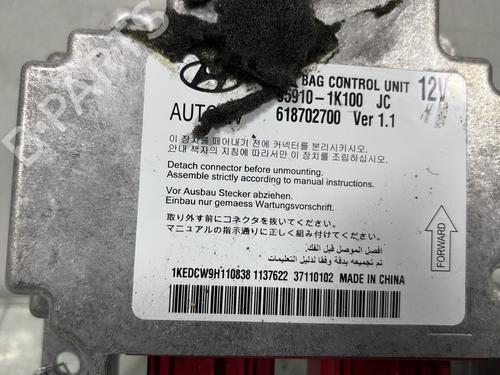 BAG CONTROL UNIT 12V
95910-1K100 JC
618702700 Ver 1.1
이 장치를 떼어내기 전에 커넥터를 분리시키시오.
안내 책자의 지침에 따라서만 이 장치를 조립하십시오.
Detach connector before unmounting.
Assemble strictly according to manual instructions.
Vor Ausbau Stecker abziehen.
Einbau nur gemaess Wartungsvorschrift.
取り外す前にコネクタを抜いてください。
マニュアルの指示通りに正しく組み付けてください。
افصل الموصل قبل الفك.
تم تجميعه بدقة وفقا لدليل التعليمات
FORWARD
1KEDCW9H110838 1137622 37110102 MADE IN CHINA
B-PARTS